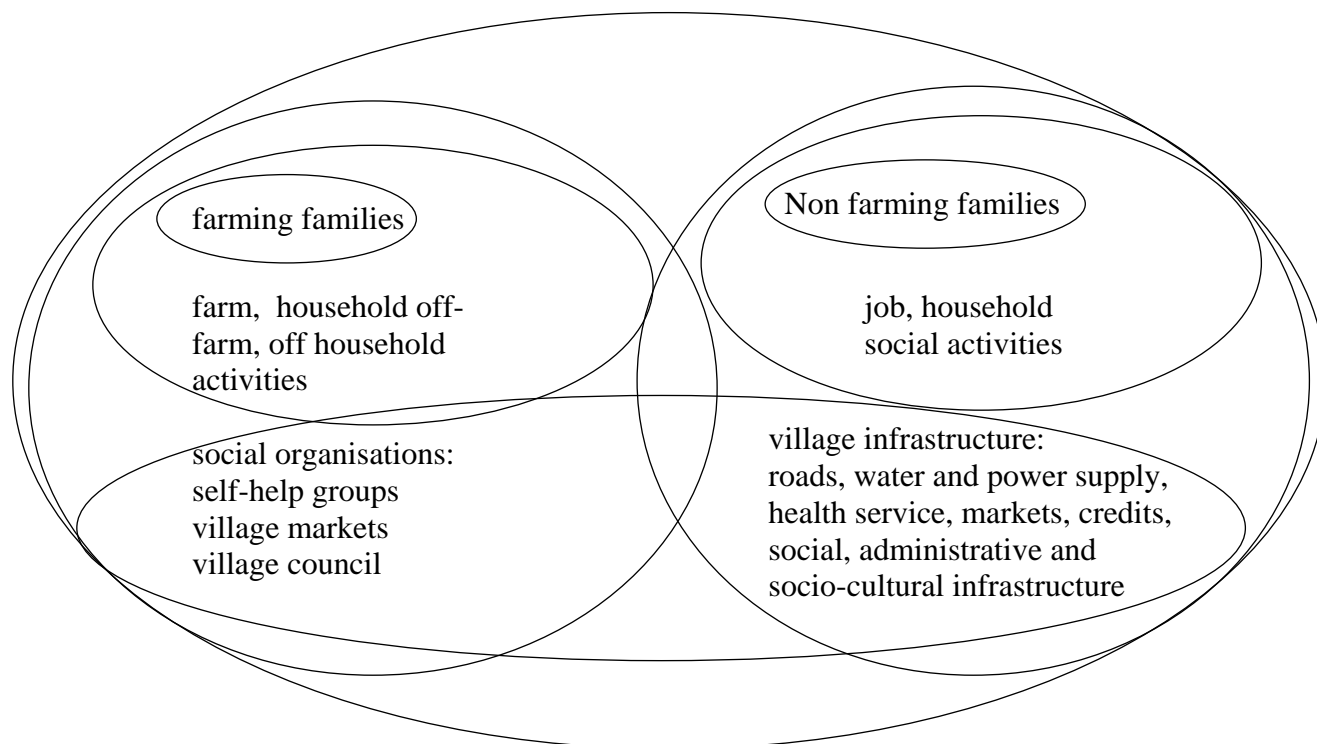 farming families
Non farming families
farm, household off-
farm, off household
activities
job, household
social activities
social organisations:
self-help groups
village markets
village council
village infrastructure:
roads, water and power supply,
health service, markets, credits,
social, administrative and
socio-cultural infrastructure